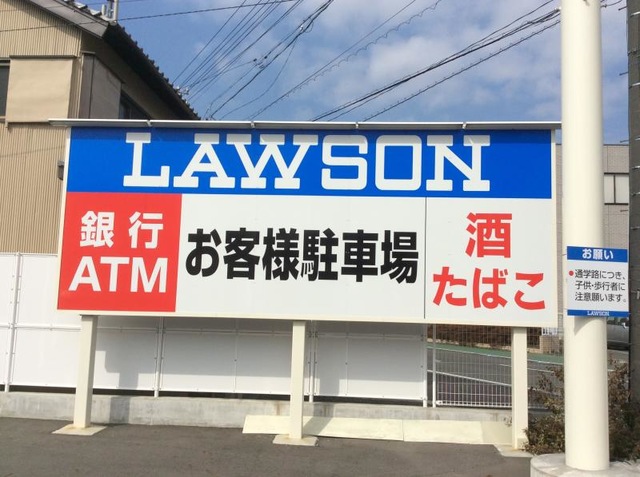 LAWSON
銀行
ATM
お客様駐車場
酒
たばこ
お願い
●通学路につき、
子供・歩行者に
注意願います。
LAWSON